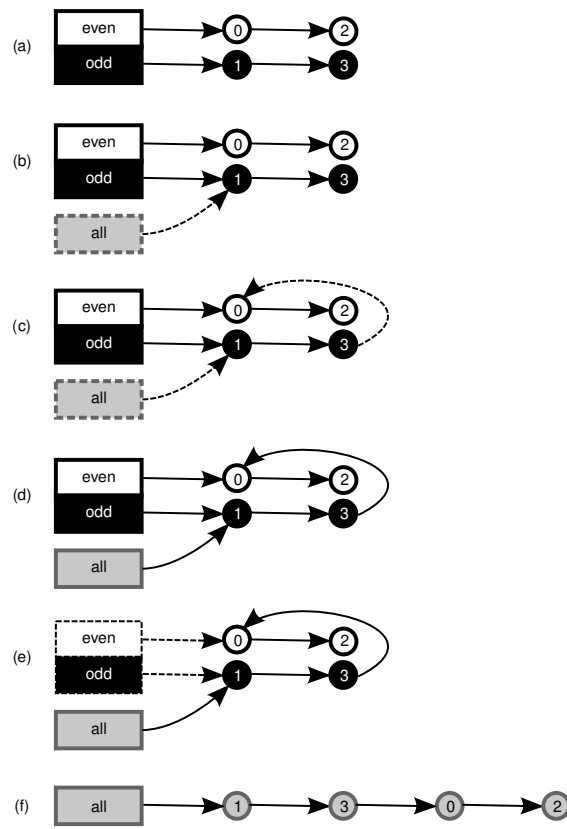 (a) even 0 2
odd 1 3
(b) even 0 2
odd 1 3
all
(c) even 0 2
odd 1 3
all
(d) even 0 2
odd 1 3
all
(e) even 0 2
odd 1 3
all
(f) all 1 3 0 2